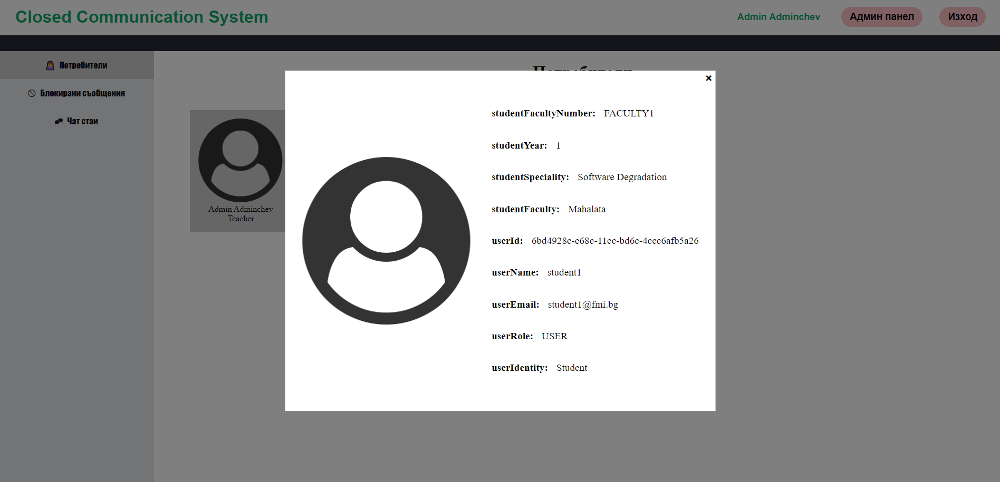 Closed Communication System
Admin Adminchev
Админ панел
Изход
Потребители
Блокирани съобщения
Чат стаи
Потребители
Admin Adminchev
Teacher
×
studentFacultyNumber: FACULTY1
studentYear: 1
studentSpeciality: Software Degradation
studentFaculty: Mahalata
userId: 6bd4928c-e68c-11ec-bd6c-4ccc6afb5a26
userName: student1
userEmail: student1@fmi.bg
userRole: USER
userIdentity: Student